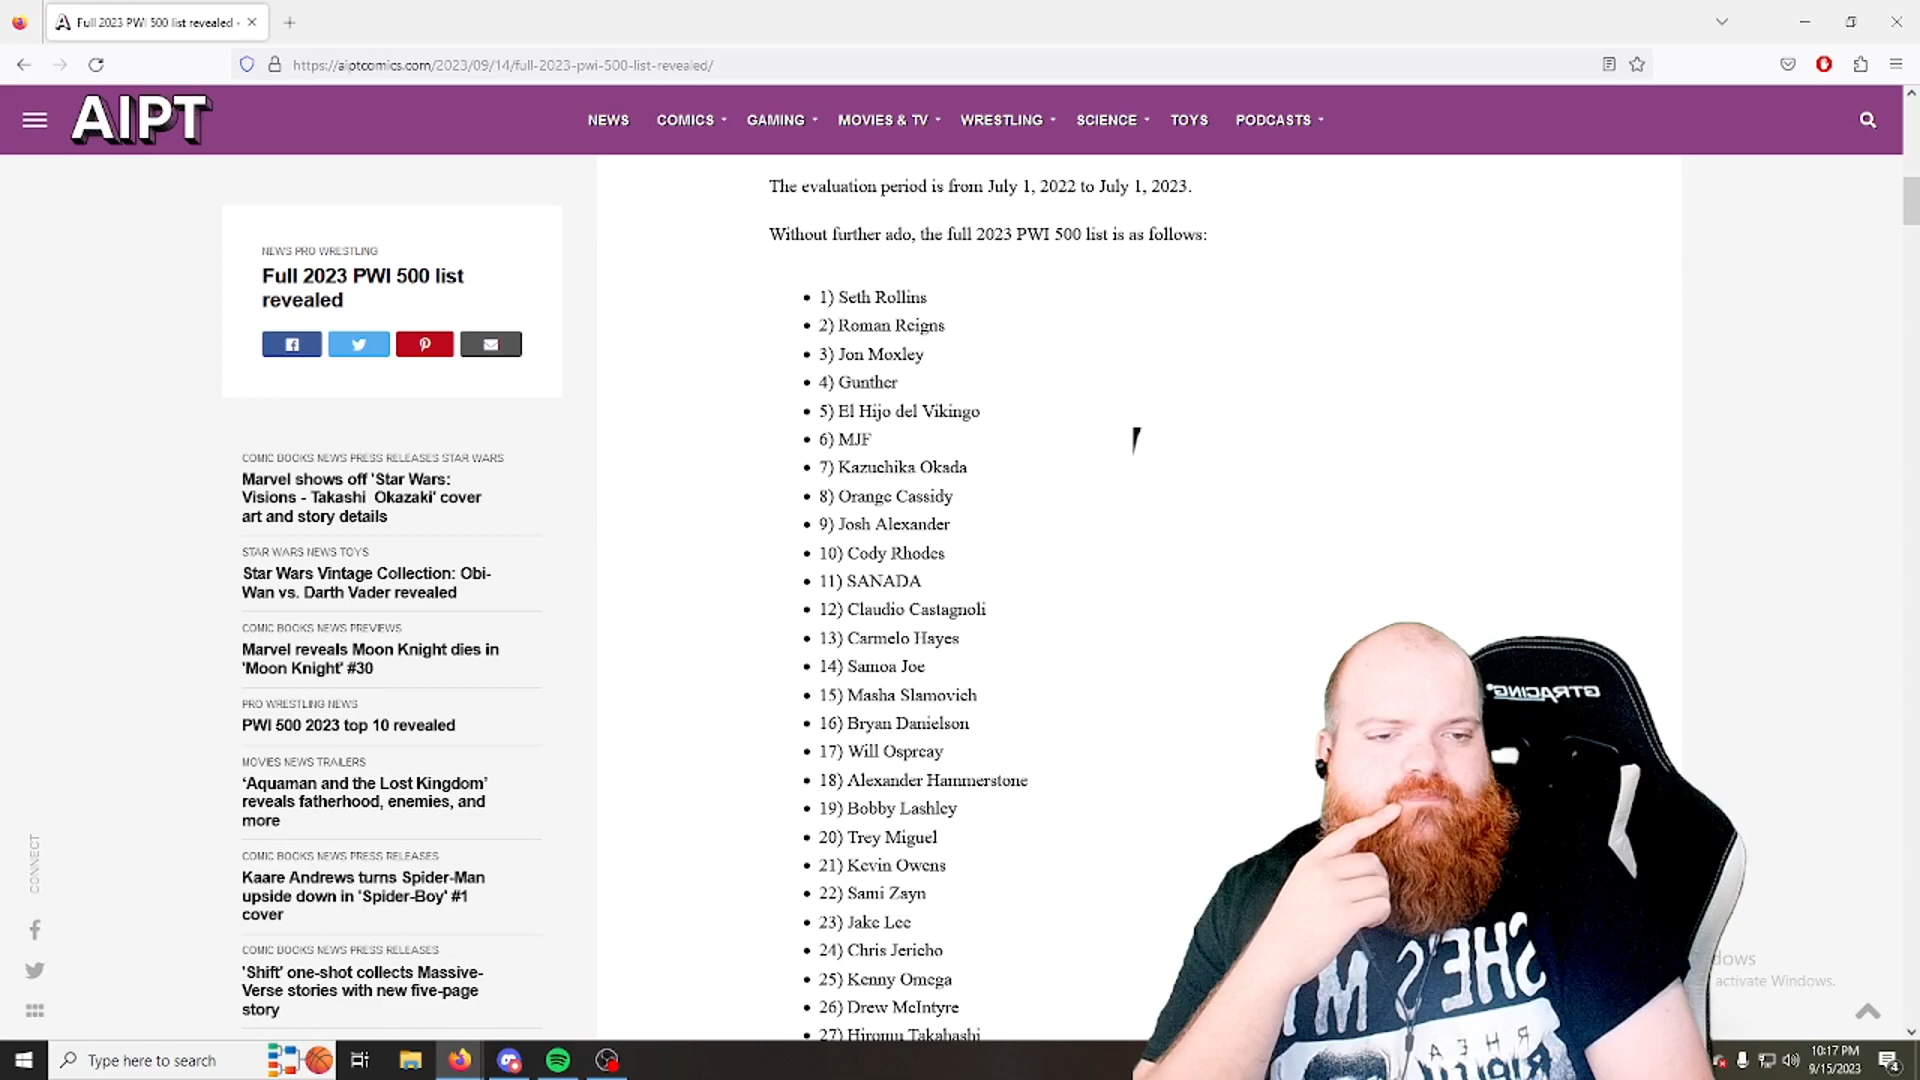 Full 2023 PWI 500 list revealed -
https://aiptcomics.com/2023/09/14/full-2023-pwi-500-list-revealed/
AIPT
NEWS COMICS GAMING MOVIES & TV WRESTLING SCIENCE TOYS PODCASTS
NEWS PRO WRESTLING
Full 2023 PWI 500 list
revealed
COMIC BOOKS NEWS PRESS RELEASES STAR WARS
Marvel shows off 'Star Wars:
Visions - Takashi Okazaki' cover
art and story details
STAR WARS NEWS TOYS
Star Wars Vintage Collection: Obi-
Wan vs. Darth Vader revealed
COMIC BOOKS NEWS PREVIEWS
Marvel reveals Moon Knight dies in
'Moon Knight' #30
PRO WRESTLING NEWS
PWI 500 2023 top 10 revealed
MOVIES NEWS TRAILERS
‘Aquaman and the Lost Kingdom’
reveals fatherhood, enemies, and
more
COMIC BOOKS NEWS PRESS RELEASES
Kaare Andrews turns Spider-Man
upside down in 'Spider-Boy' #1
cover
COMIC BOOKS NEWS PRESS RELEASES
'Shift' one-shot collects Massive-
Verse stories with new five-page
story
CONNECT
The evaluation period is from July 1, 2022 to July 1, 2023.
Without further ado, the full 2023 PWI 500 list is as follows:
1) Seth Rollins
2) Roman Reigns
3) Jon Moxley
4) Gunther
5) El Hijo del Vikingo
6) MJF
7) Kazuchika Okada
8) Orange Cassidy
9) Josh Alexander
10) Cody Rhodes
11) SANADA
12) Claudio Castagnoli
13) Carmelo Hayes
14) Samoa Joe
15) Masha Slamovich
16) Bryan Danielson
17) Will Ospreay
18) Alexander Hammerstone
19) Bobby Lashley
20) Trey Miguel
21) Kevin Owens
22) Sami Zayn
23) Jake Lee
24) Chris Jericho
25) Kenny Omega
26) Drew McIntyre
27) Hiromu Takahashi
GTRACING
SHE'S M
RHEA
dows
activate Windows.
Type here to search
10:17 PM
9/15/2023
4